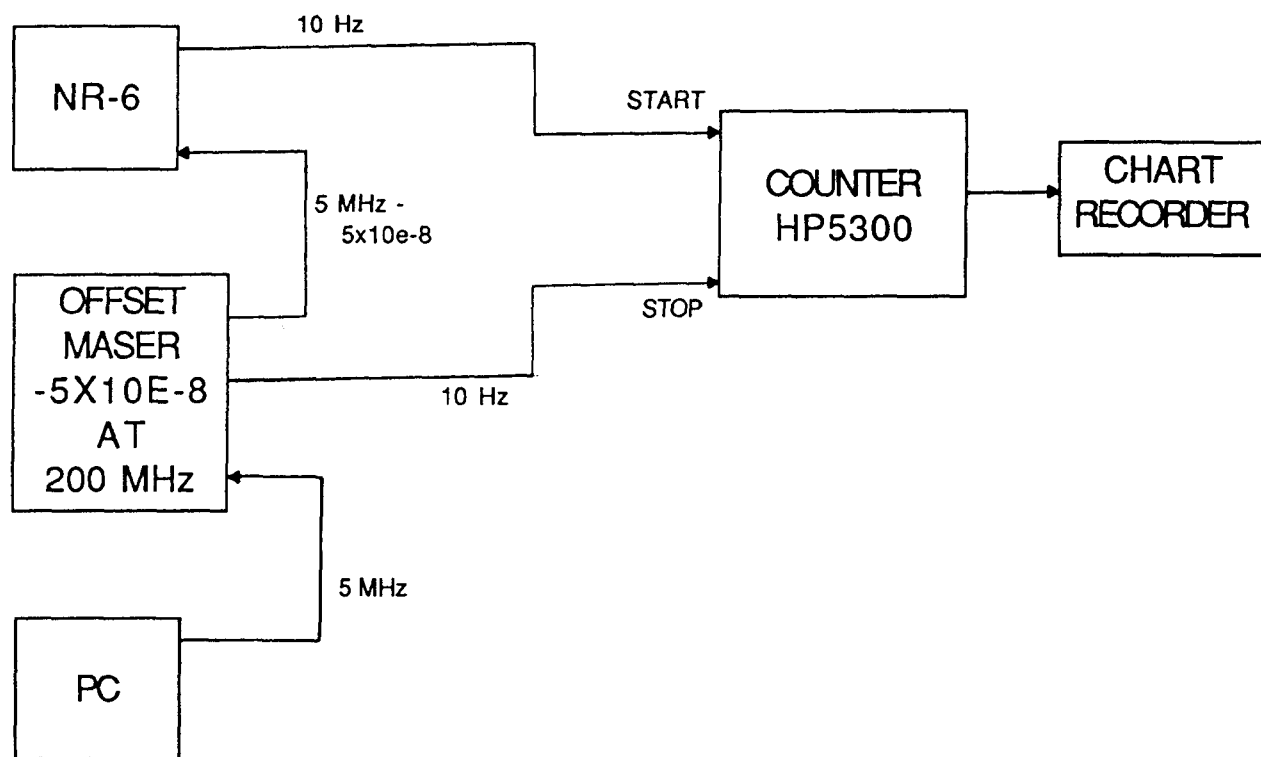 10 Hz
NR-6
START
5 MHz -
5x10e-8
COUNTER
HP5300
CHART
RECORDER
OFFSET
MASER
-5X10E-8
AT
200 MHz
STOP
10 Hz
5 MHz
PC